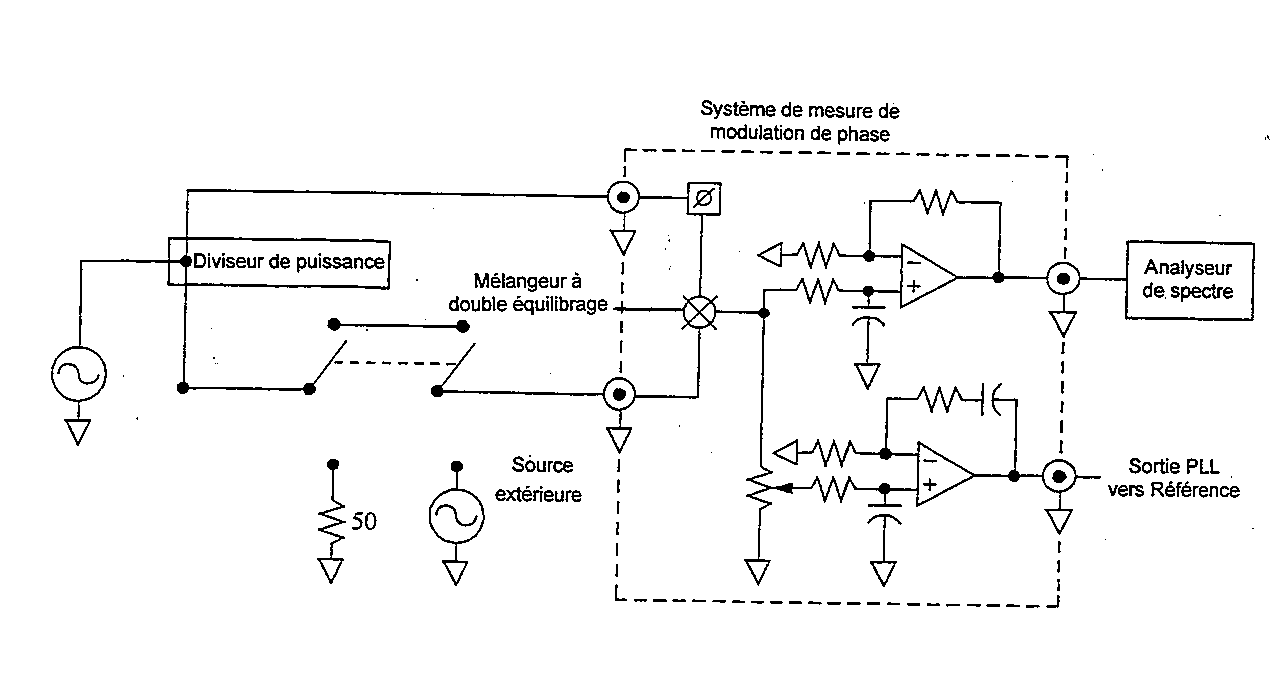 Système de mesure de
modulation de phase
Diviseur de puissance
Mélangeur à
double équilibrage
Analyseur
de spectre
Source
extérieure
50
Sortie PLL
vers Référence